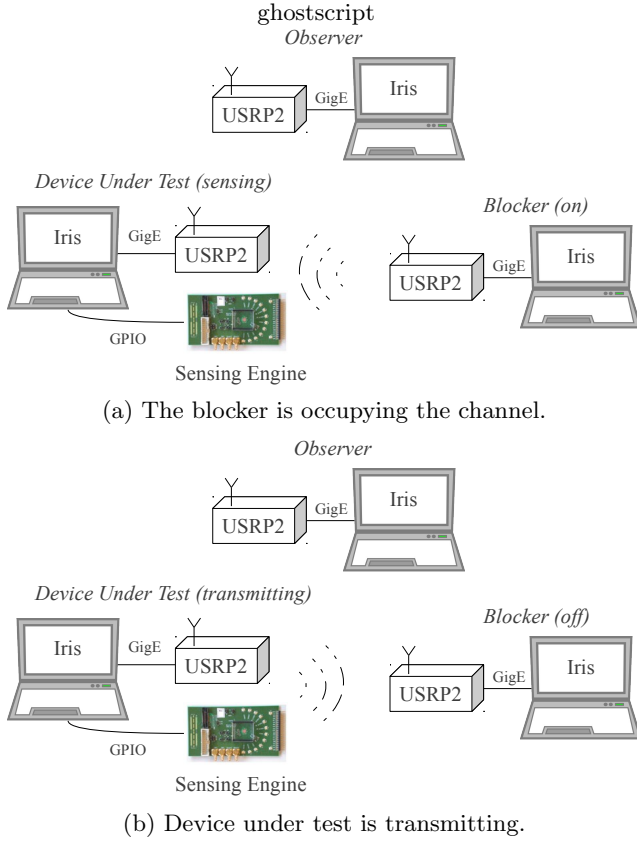 ghostscript
Observer
Iris
GigE
USRP2
Device Under Test (sensing)
Blocker (on)
Iris
GigE
USRP2
Iris
GigE
USRP2
GPIO
Sensing Engine
(a) The blocker is occupying the channel.
Observer
Iris
GigE
USRP2
Device Under Test (transmitting)
Blocker (off)
Iris
GigE
USRP2
Iris
GigE
USRP2
GPIO
Sensing Engine
(b) Device under test is transmitting.